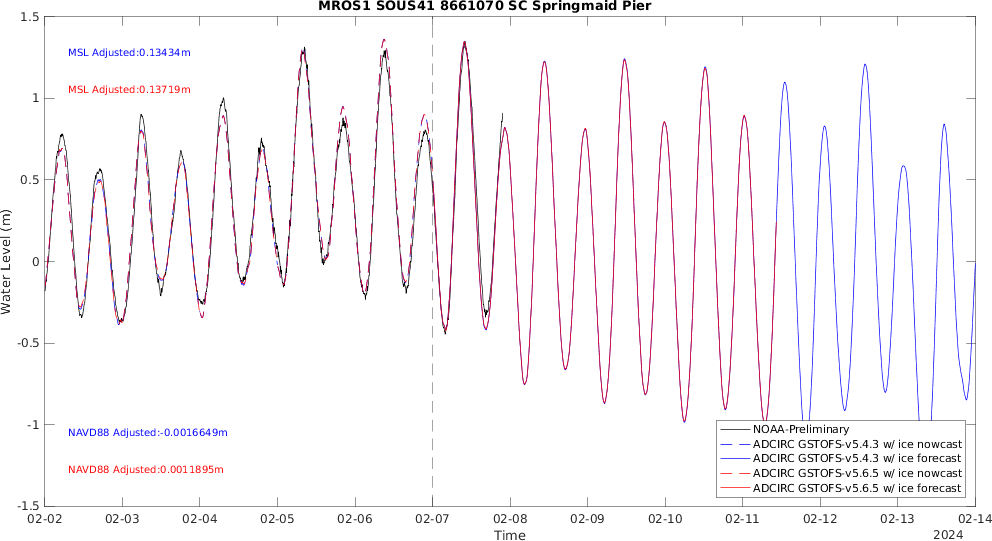 MROS1 SOUS41 8661070 SC Springmaid Pier
1.5
1
0.5
0
-0.5
-1
-1.5
Water Level (m)
MSL Adjusted:0.13434m
MSL Adjusted:0.13719m
NAVD88 Adjusted:-0.0016649m
NAVD88 Adjusted:0.0011895m
NOAA-Preliminary
ADCIRC GSTOFS-v5.4.3 w/ ice nowcast
ADCIRC GSTOFS-v5.4.3 w/ ice forecast
ADCIRC GSTOFS-v5.6.5 w/ ice nowcast
ADCIRC GSTOFS-v5.6.5 w/ ice forecast
02-02 02-03 02-04 02-05 02-06 02-07 02-08 02-09 02-10 02-11 02-12 02-13 02-14
Time
2024